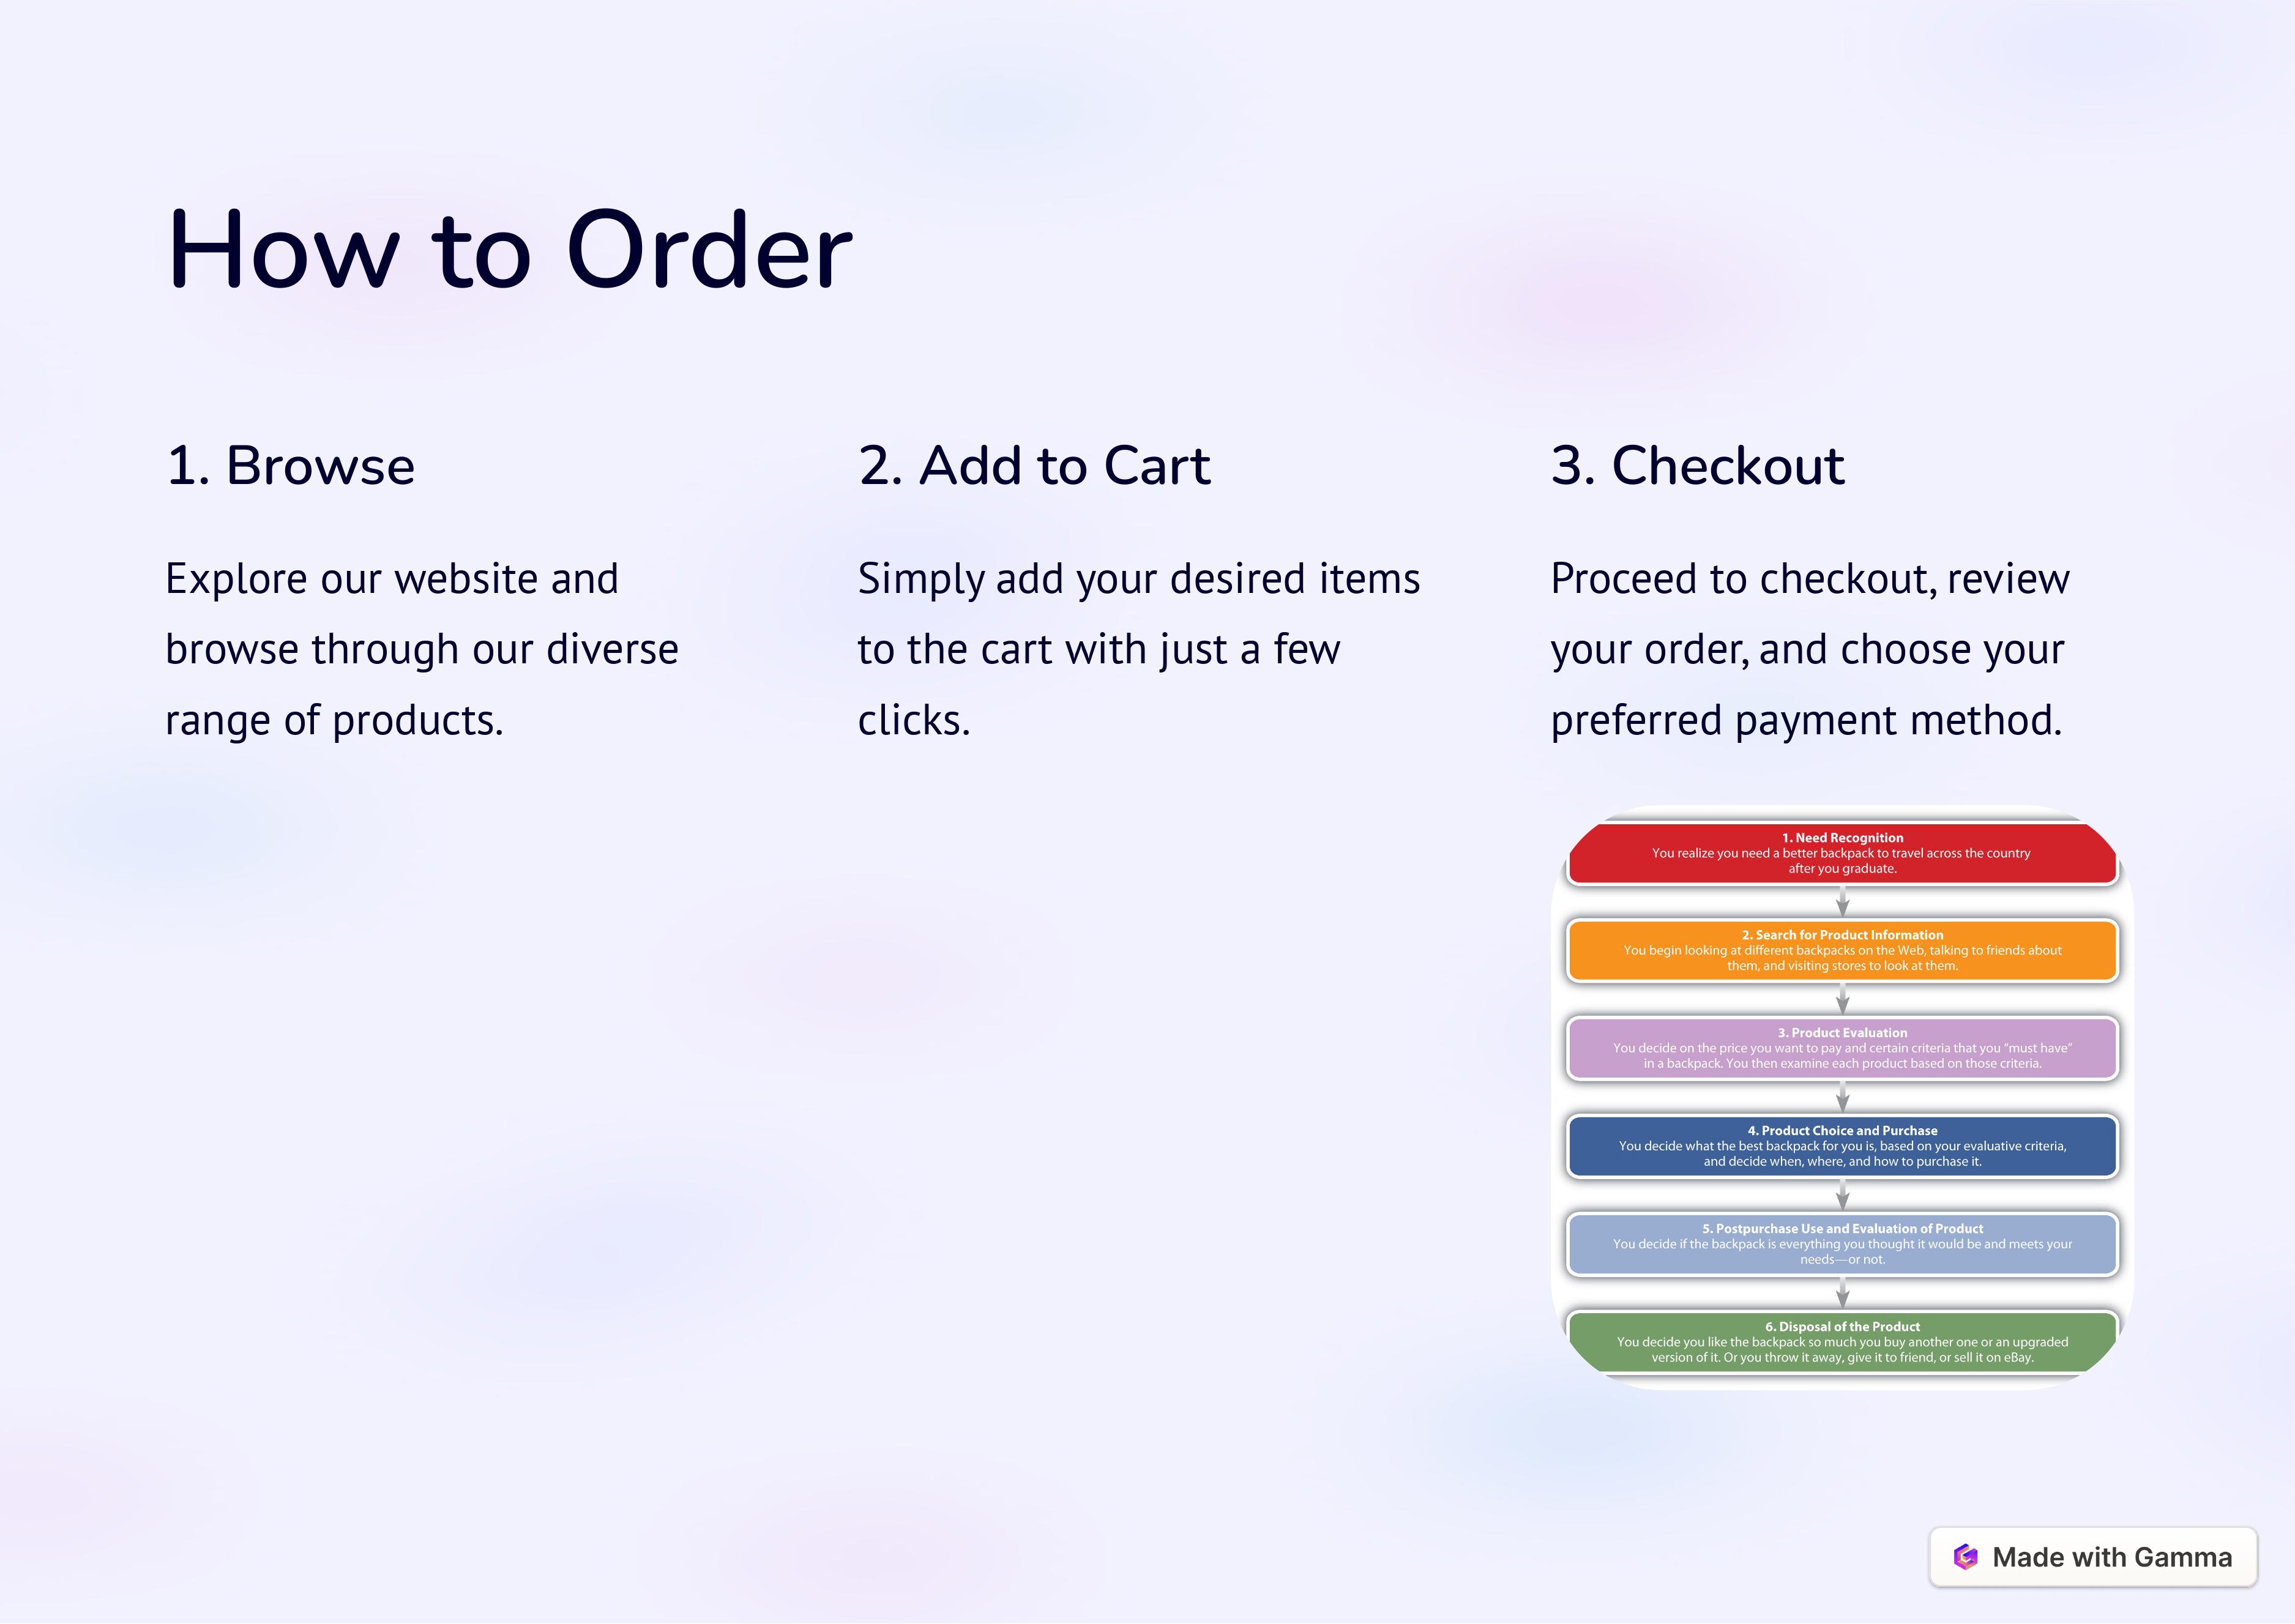 How to Order
1. Browse
Explore our website and
browse through our diverse
range of products.
2. Add to Cart
Simply add your desired items
to the cart with just a few
clicks.
3. Checkout
Proceed to checkout, review
your order, and choose your
preferred payment method.
1. Need Recognition
You realize you need a better backpack to travel across the country
after you graduate.
2. Search for Product Information
You begin looking at different backpacks on the Web, talking to friends about
them, and visiting stores to look at them.
3. Product Evaluation
You decide on the price you want to pay and certain criteria that you “must have”
in a backpack. You then examine each product based on those criteria.
4. Product Choice and Purchase
You decide what the best backpack for you is, based on your evaluative criteria,
and decide when, where, and how to purchase it.
5. Postpurchase Use and Evaluation of Product
You decide if the backpack is everything you thought it would be and meets your
needs—or not.
6. Disposal of the Product
You decide you like the backpack so much you buy another one or an upgraded
version of it. Or you throw it away, give it to friend, or sell it on eBay.
Made with Gamma